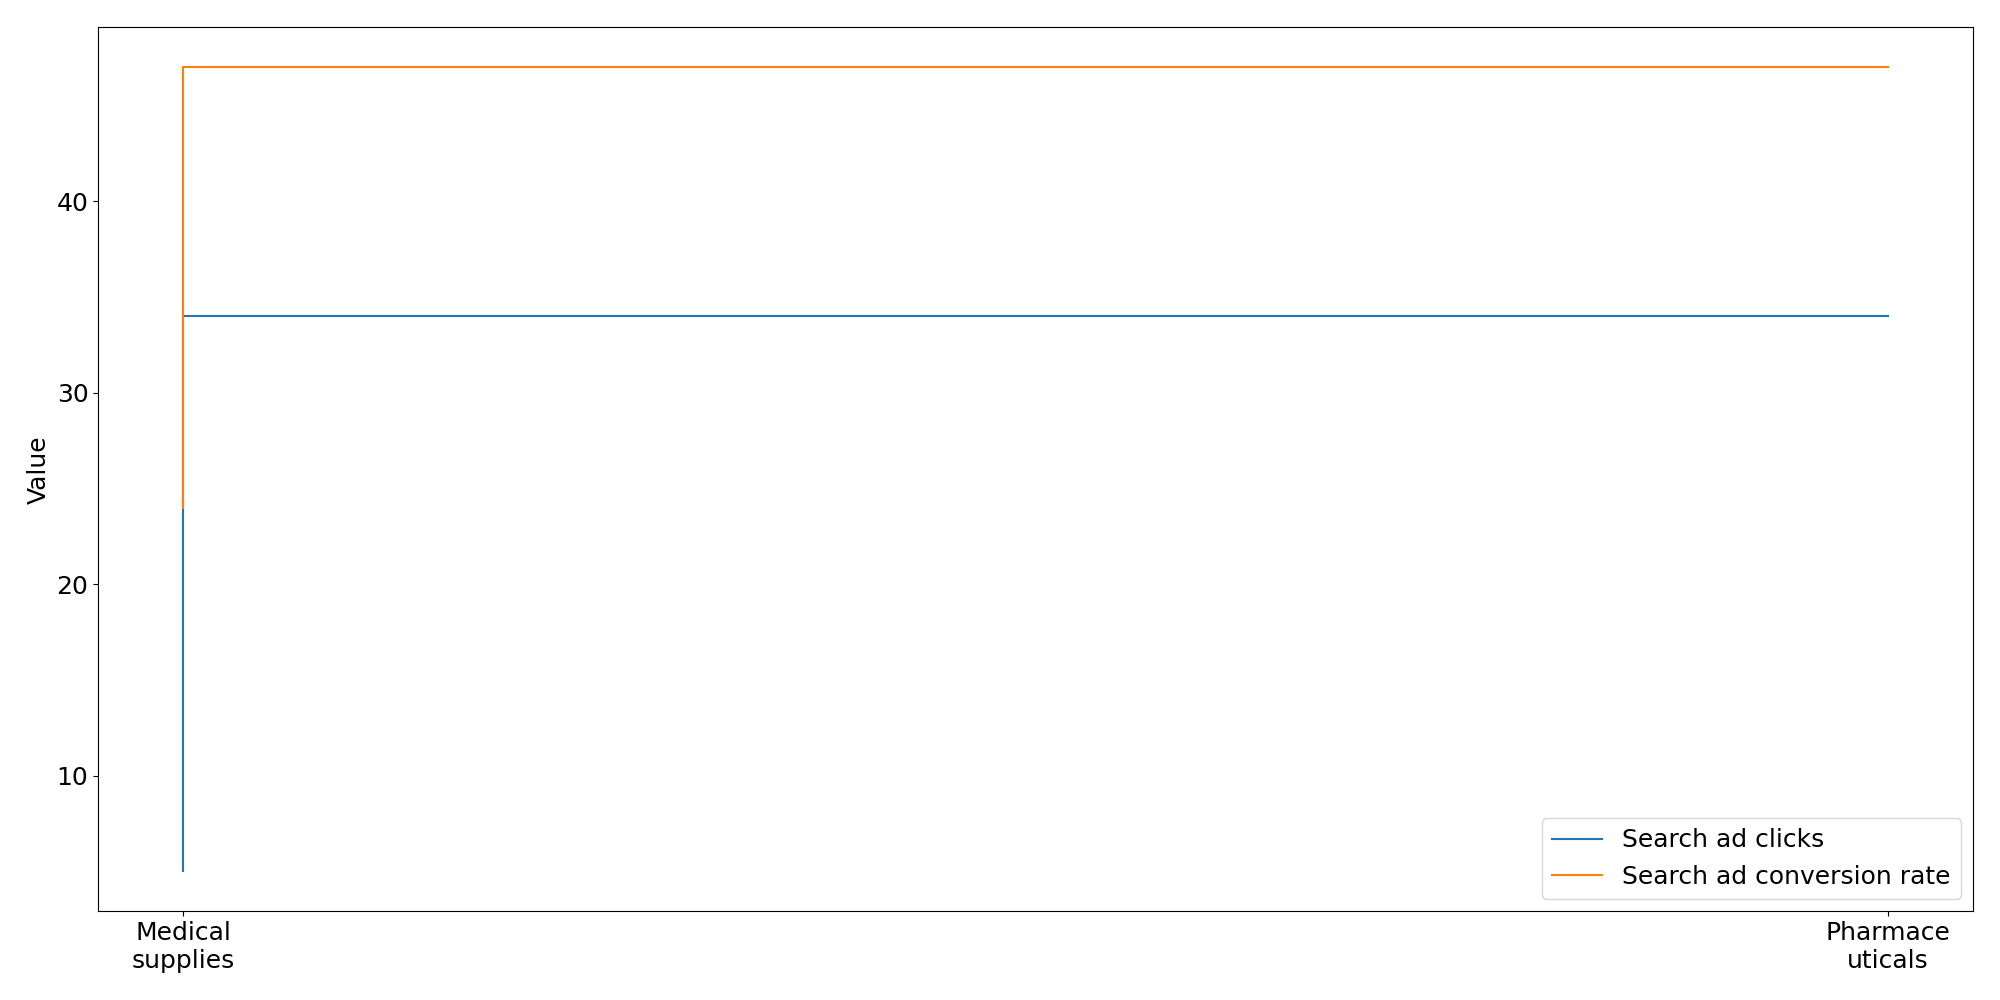 Value
40
30
20
10
Medical
supplies
Pharmace
uticals
Search ad clicks
Search ad conversion rate